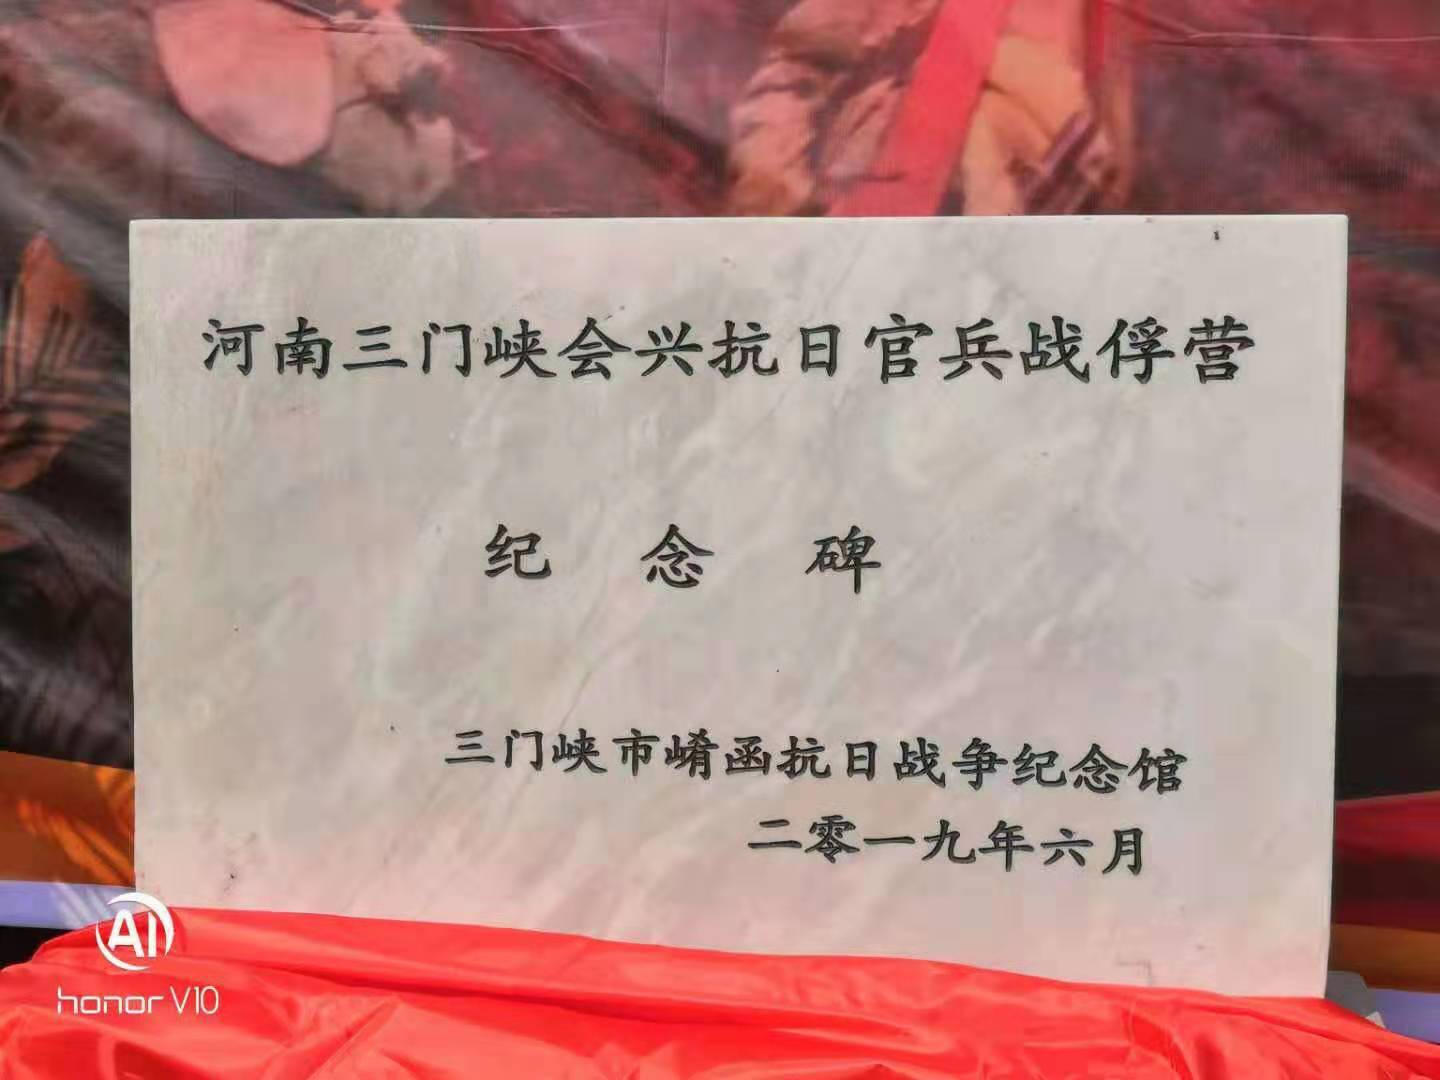 河南三门峡会兴抗日官兵战俘营
纪念碑
三门峡市崤函抗日战争纪念馆
二零一九年六月
AI
honor V10